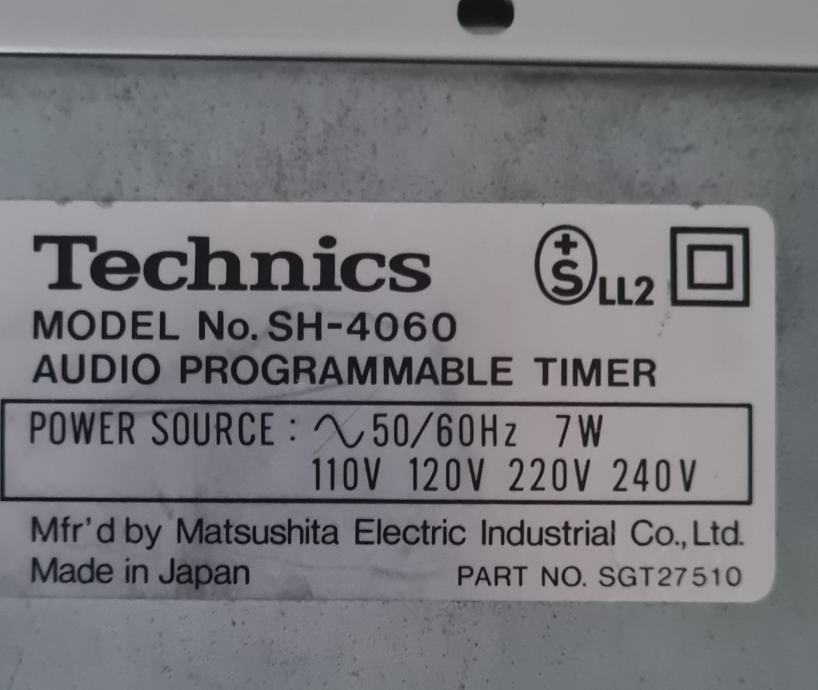 Technics
+S LL2
MODEL No. SH-4060
AUDIO PROGRAMMABLE TIMER
POWER SOURCE : ∿ 50/60Hz 7W
110V 120V 220V 240V
Mfr'd by Matsushita Electric Industrial Co., Ltd.
Made in Japan PART NO. SGT27510